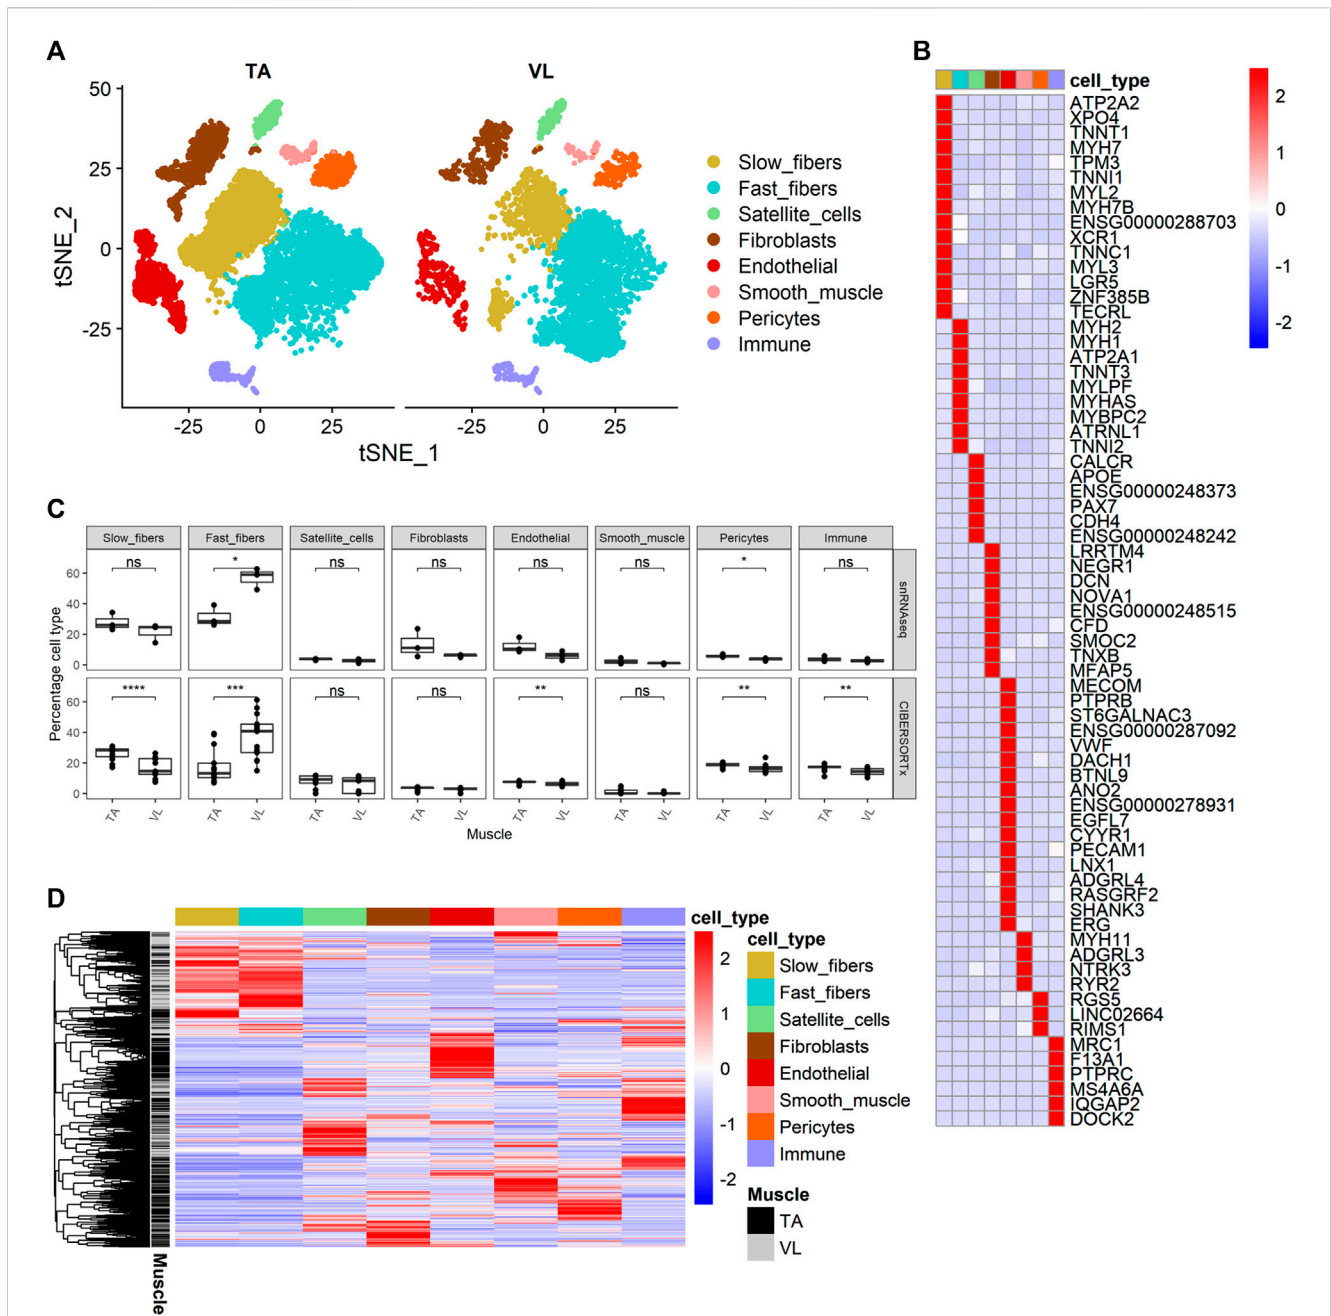 A
TA
VL
50
25
0
-25
tSNE_2
-25
0
25
-25
0
25
tSNE_1
Slow_fibers
Fast_fibers
Satellite_cells
Fibroblasts
Endothelial
Smooth_muscle
Pericytes
Immune
B
cell_type
2
1
0
-1
-2
ATP2A2
XPO4
TNNT1
MYH7
TPM3
TNNI1
MYL2
MYH7B
ENSG00000288703
XCR1
TNNC1
MYL3
LGR5
ZNF385B
TECRL
MYH2
MYH1
ATP2A1
TNNT3
MYLPF
MYHAS
MYBPC2
ATRNL1
TNNI2
CALCR
APOE
ENSG00000248373
PAX7
CDH4
ENSG00000248242
LRRTM4
NEGR1
DCN
NOVA1
ENSG00000248515
CFD
SMOC2
TNXB
MFAP5
MECOM
PTPRB
ST6GALNAC3
ENSG00000287092
VWF
DACH1
BTNL9
ANO2
ENSG00000278931
EGFL7
CYYR1
PECAM1
LNX1
ADGRL4
RASGRF2
SHANK3
ERG
MYH11
ADGRL3
NTRK3
RYR2
RGS5
LINC02664
RIMS1
MRC1
F13A1
PTPRC
MS4A6A
IQGAP2
DOCK2
C
Slow_fibers
Fast_fibers
Satellite_cells
Fibroblasts
Endothelial
Smooth_muscle
Pericytes
Immune
ns
*
ns
ns
ns
ns
*
ns
60
40
20
0
snRNAseq
****
***
ns
ns
**
ns
**
**
60
40
20
0
CIBERSORTx
Percentage cell type
TA
VL
TA
VL
TA
VL
TA
VL
TA
VL
TA
VL
TA
VL
TA
VL
Muscle
D
cell_type
2
1
0
-1
-2
cell_type
Slow_fibers
Fast_fibers
Satellite_cells
Fibroblasts
Endothelial
Smooth_muscle
Pericytes
Immune
Muscle
TA
VL
Muscle